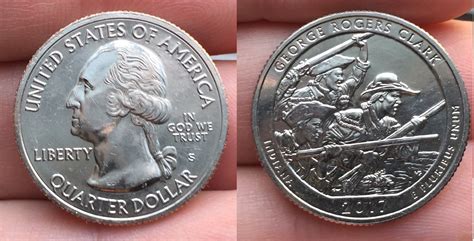 UNITED STATES OF AMERICA
LIBERTY
IN
GOD WE
TRUST
S
QUARTER DOLLAR
GEORGE ROGERS CLARK
INDIANA
2017
E PLURIBUS UNUM